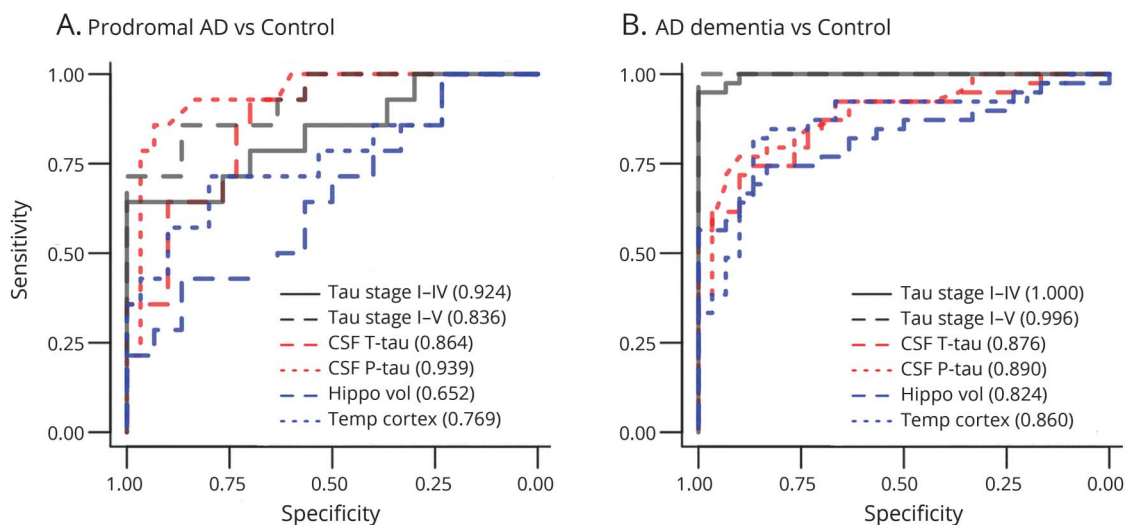 A. Prodromal AD vs Control
1.00
0.75
0.50
0.25
0.00
Sensitivity
Tau stage I–IV (0.924)
Tau stage I–V (0.836)
CSF T-tau (0.864)
CSF P-tau (0.939)
Hippo vol (0.652)
Temp cortex (0.769)
1.00 0.75 0.50 0.25 0.00
Specificity
B. AD dementia vs Control
1.00
0.75
0.50
0.25
0.00
Tau stage I–IV (1.000)
Tau stage I–V (0.996)
CSF T-tau (0.876)
CSF P-tau (0.890)
Hippo vol (0.824)
Temp cortex (0.860)
1.00 0.75 0.50 0.25 0.00
Specificity